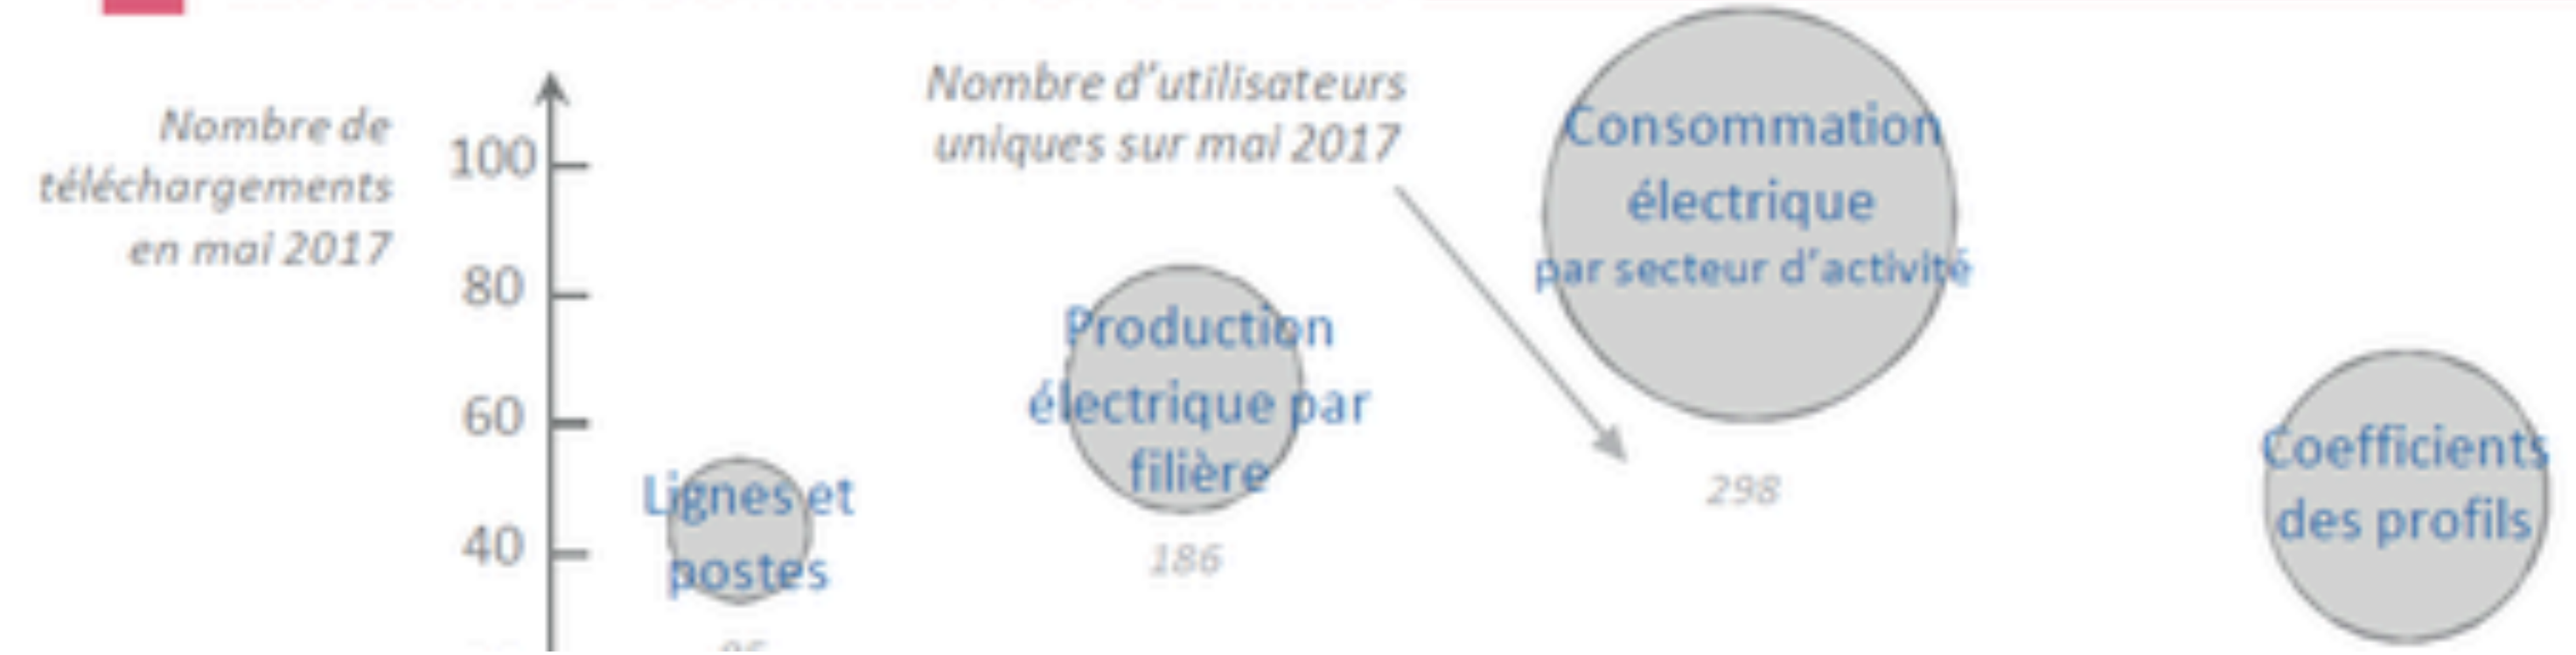 Nombre de
téléchargements
en mai 2017
100
80
60
40
Nombre d'utilisateurs
uniques sur mai 2017
Lignes et
postes
Production
électrique par
filière
186
Consommation
électrique
par secteur d'activité
298
Coefficients
des profils